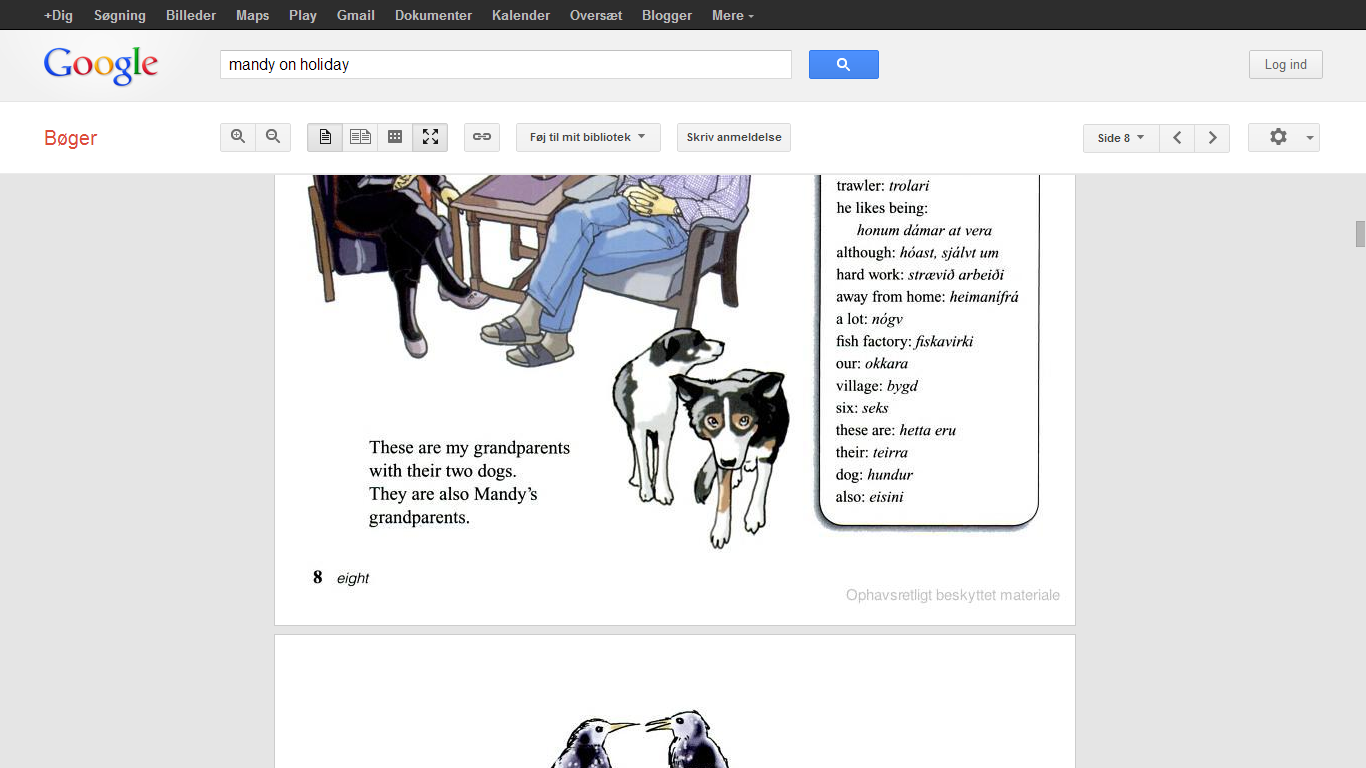 +Dig Søgning Billeder Maps Play Gmail Dokumenter Kalender Oversæt Blogger Mere
Google
mandy on holiday
Log ind
Bøger
Føj til mit bibliotek
Skriv anmeldelse
Side 8
trawler: trolari
he likes being:
honum dámar at vera
although: hóast, sjálvt um
hard work: strævið arbeiði
away from home: heimanífrá
a lot: nógv
fish factory: fiskavirki
our: okkara
village: bygd
six: seks
these are: hetta eru
their: teirra
dog: hundur
also: eisini
These are my grandparents
with their two dogs.
They are also Mandy’s
grandparents.
8 eight
Ophavsretligt beskyttet materiale